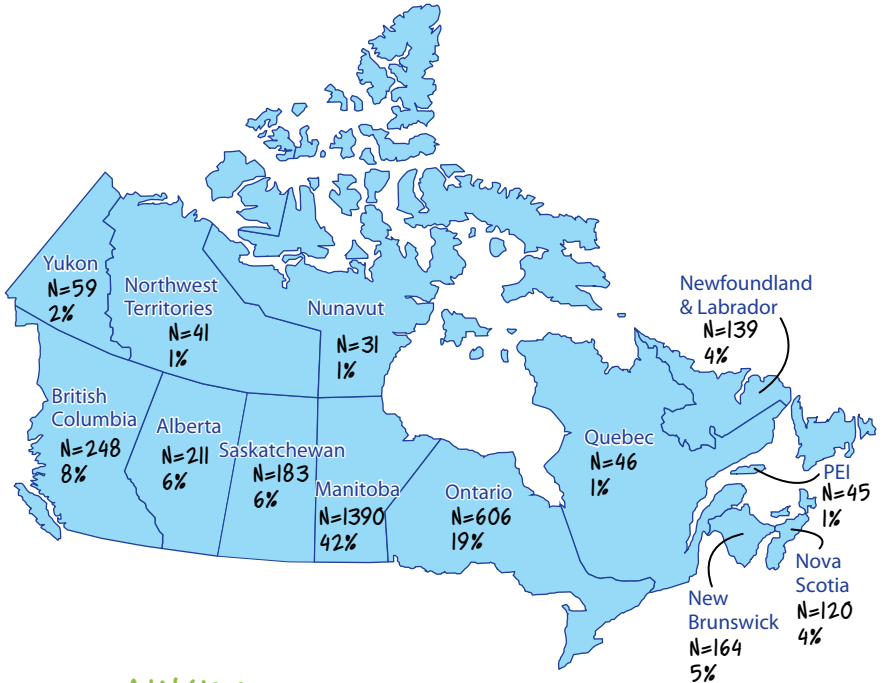 Yukon
N=59
2%
Northwest
Territories
N=41
1%
Nunavut
N=31
1%
Newfoundland
& Labrador
N=139
4%
British
Columbia
N=248
8%
Alberta
N=211
6%
Saskatchewan
N=183
6%
Manitoba
N=1390
42%
Ontario
N=606
19%
Quebec
N=46
1%
PEI
N=45
1%
Nova
Scotia
N=120
4%
New
Brunswick
N=164
5%